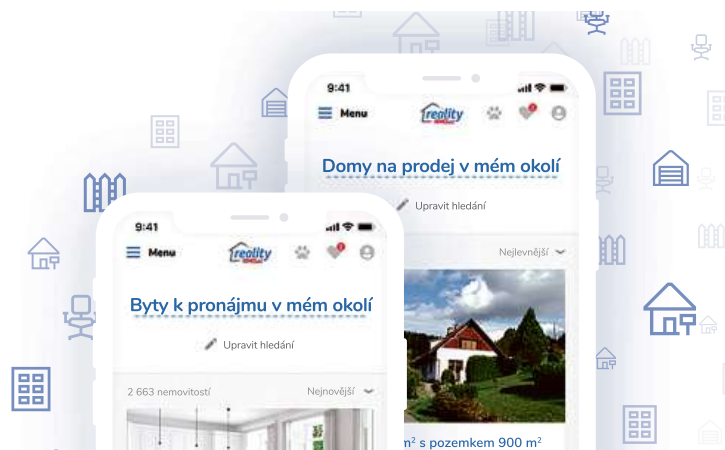 9:41
Menu
reality
Domy na prodej v mém okolí
Upravit hledání
Nejlevnější
m² s pozemkem 900 m²
9:41
Menu
reality
Byty k pronájmu v mém okolí
Upravit hledání
2 663 nemovitostí
Nejnovější